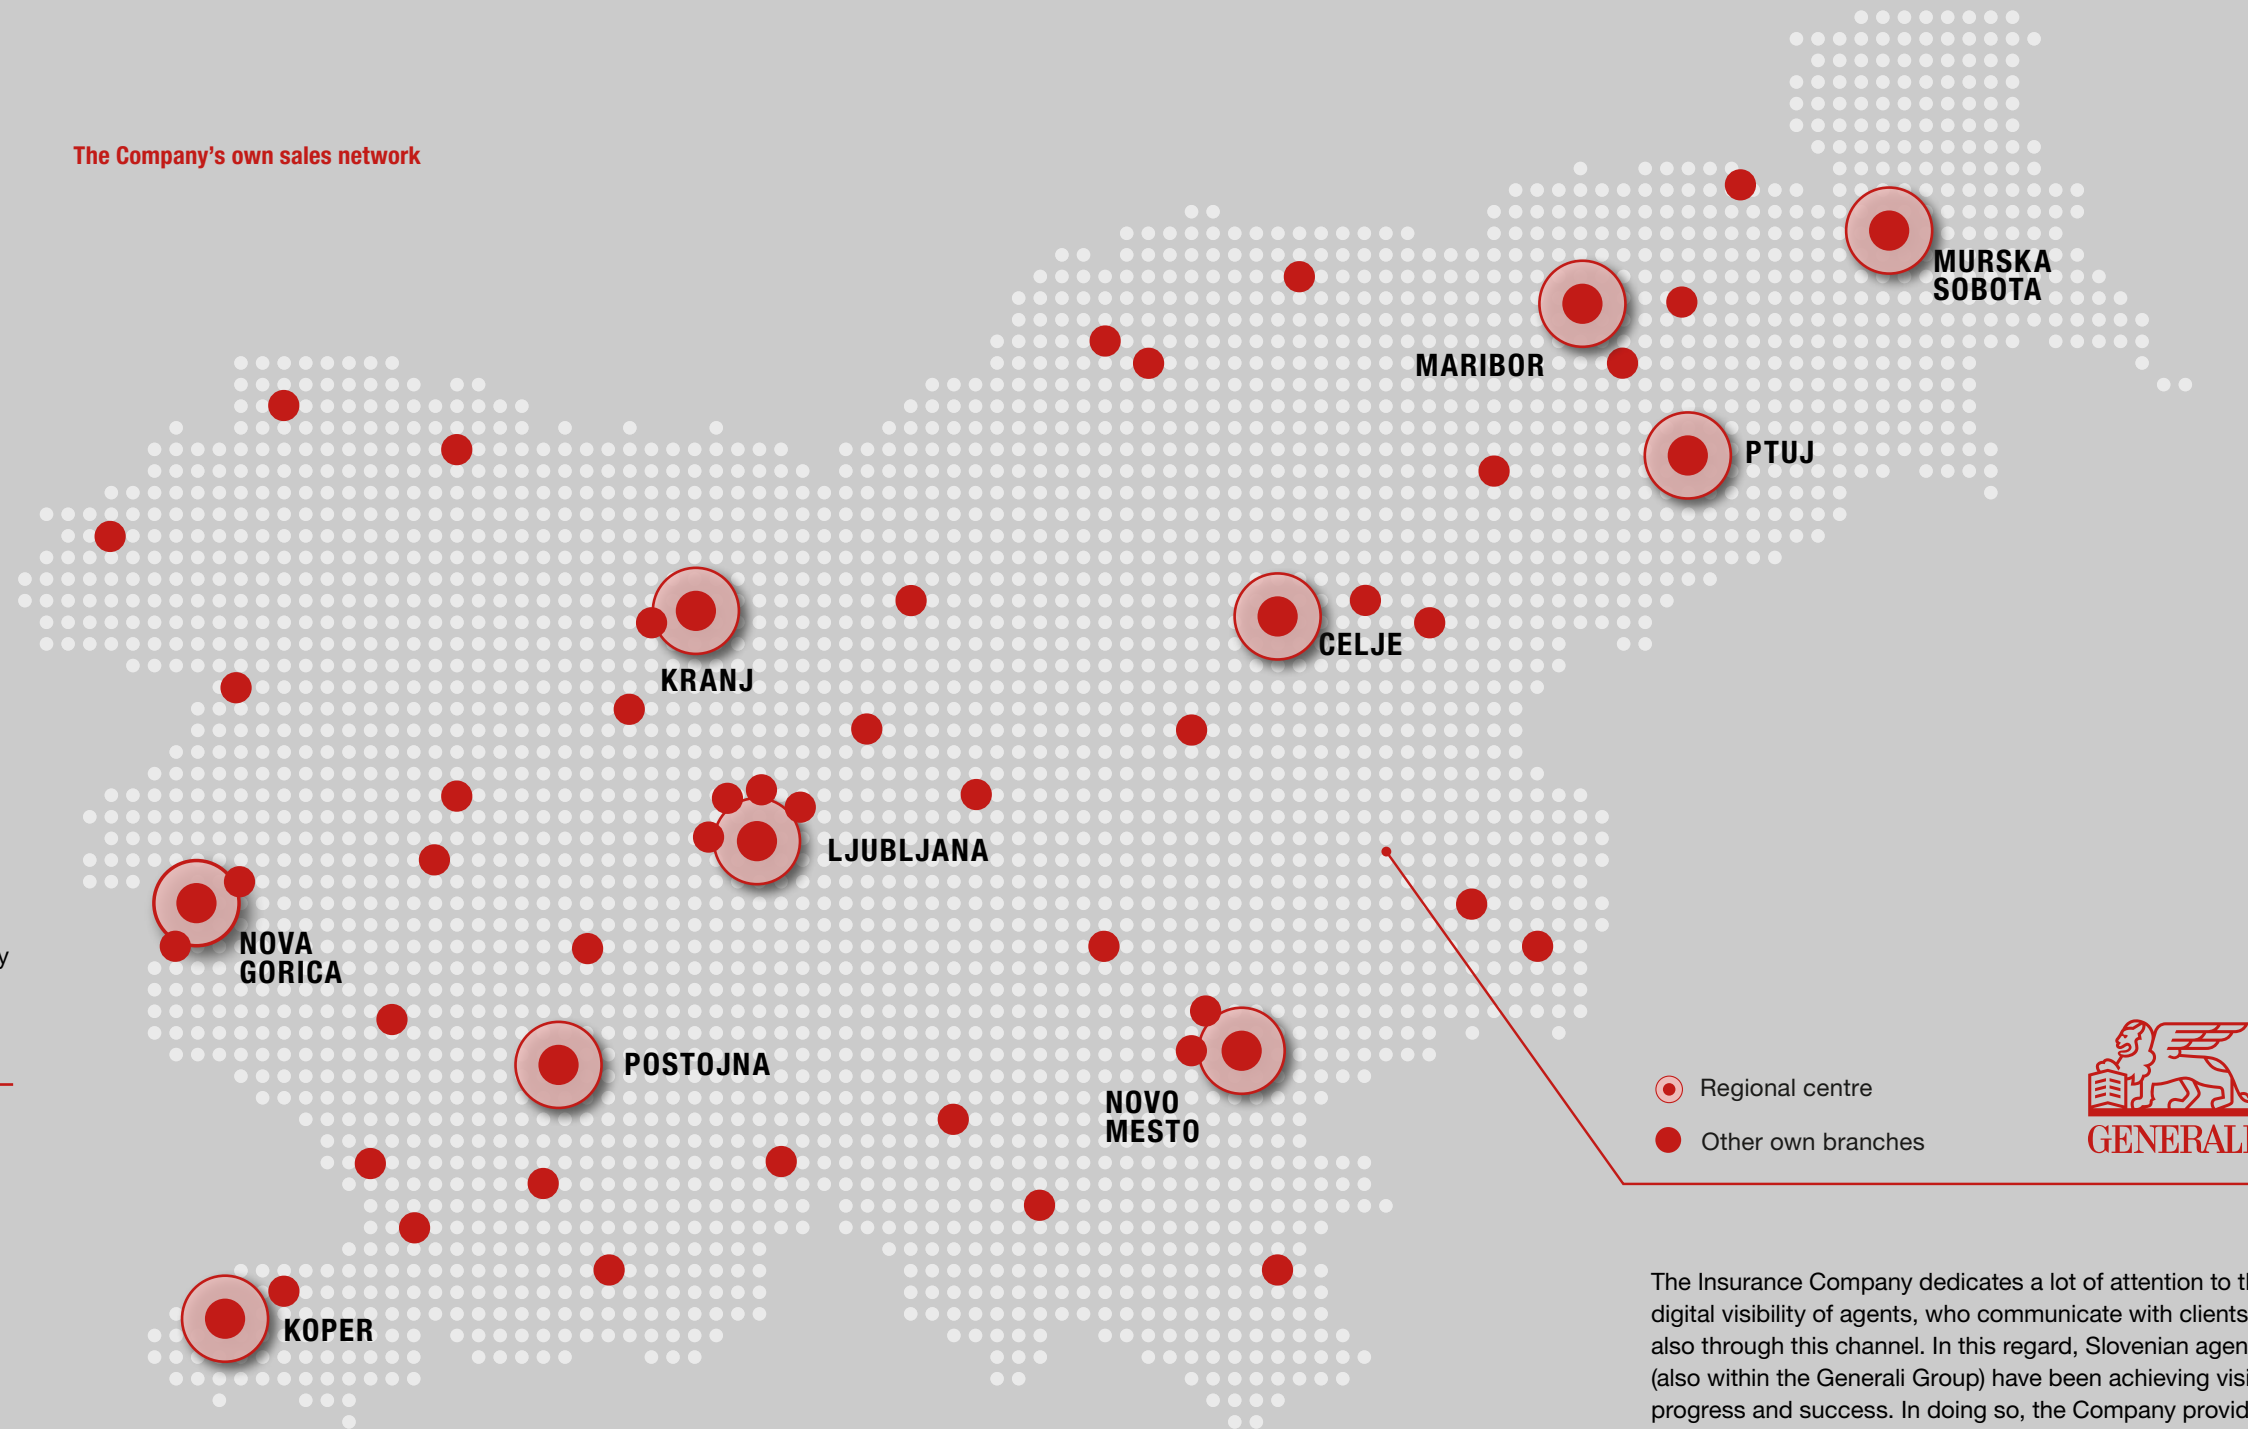 The Company's own sales network
MURSKA
SOBOTA
MARIBOR
PTUJ
KRANJ
CELJE
LJUBLJANA
NOVA
GORICA
y
POSTOJNA
NOVO
MESTO
KOPER
Regional centre
Other own branches
GENERALI
The Insurance Company dedicates a lot of attention to
digital visibility of agents, who communicate with clients
also through this channel. In this regard, Slovenian
(also within the Generali Group) have been achieving
progress and success. In doing so, the Company